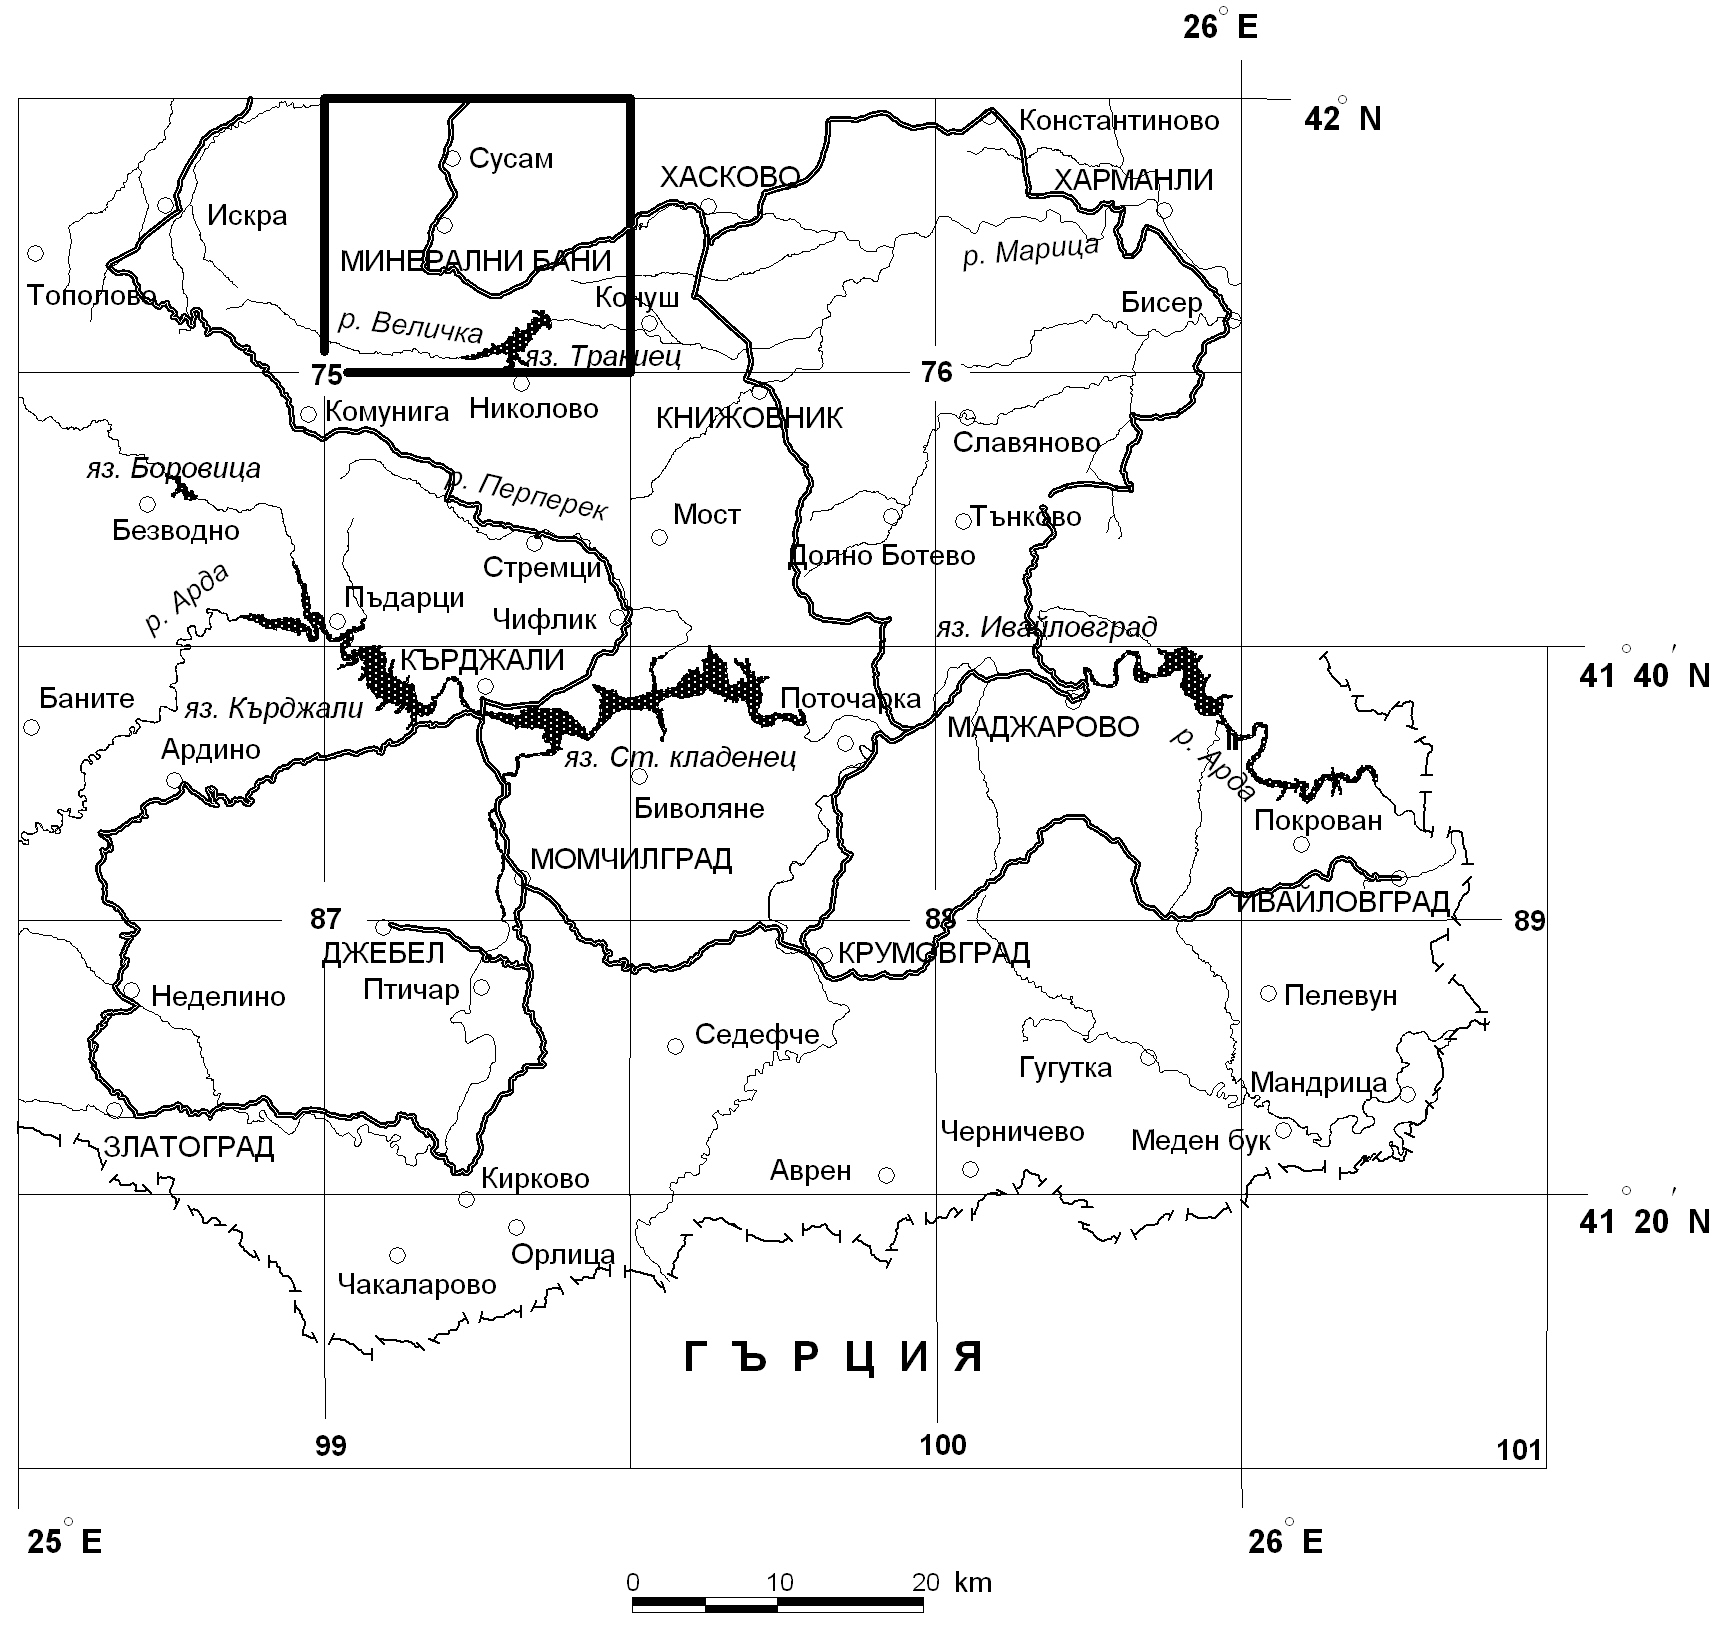 26° E
42° N
Константиново
Сусам
ХАСКОВО
ХАРМАНЛИ
Искра
р. Марица
МИНЕРАЛНИ БАНИ
Тополово
Конуш
Бисер
р. Величка
яз. Тракиец
75
76
Комунига
Николово
КНИЖОВНИК
Славяново
яз. Боровица
р. Перперек
Безводно
Мост
Тънково
Стремци
Долно Ботево
р. Арда
Пъдарци
Чифлик
яз. Ивайловград
КЪРДЖАЛИ
41° 40′ N
Баните
яз. Кърджали
Поточарка
МАДЖАРОВО
Ардино
яз. Ст. кладенец
р. Арда
Биволяне
Покрован
МОМЧИЛГРАД
ИВАЙЛОВГРАД
87
88
89
ДЖЕБЕЛ
КРУМОВГРАД
Птичар
Неделино
Пелевун
Седефче
Гугутка
Мандрица
ЗЛАТОГРАД
Черничево
Меден бук
Аврен
Кирково
41° 20′ N
Орлица
Чакаларово
ГЪРЦИЯ
99
100
101
25° E
26° E
0 10 20 km